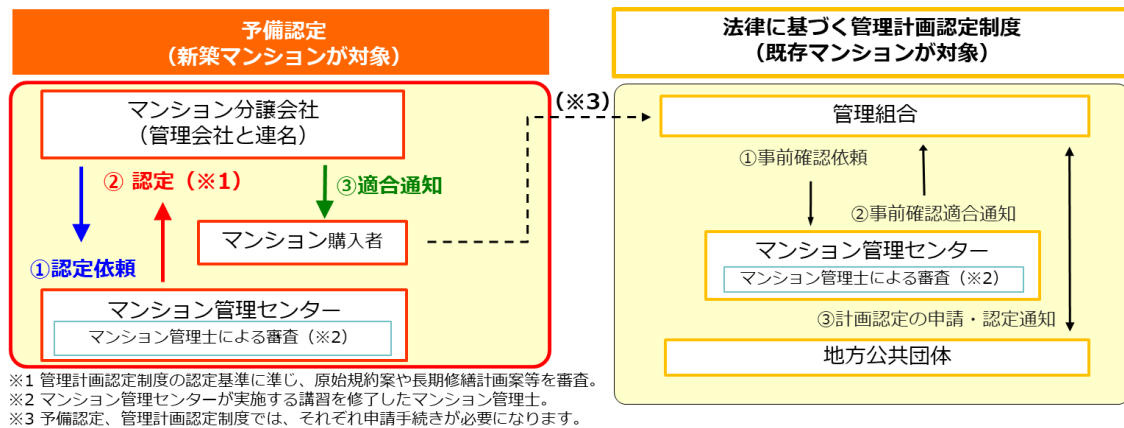 予備認定
（新築マンションが対象）
マンション分譲会社
（管理会社と連名）
② 認定（※1）
③適合通知
マンション購入者
①認定依頼
マンション管理センター
マンション管理士による審査（※2）
（※3）
法律に基づく管理計画認定制度
（既存マンションが対象）
管理組合
①事前確認依頼
②事前確認適合通知
マンション管理センター
マンション管理士による審査（※2）
③計画認定の申請・認定通知
地方公共団体
※1 管理計画認定制度の認定基準に準じ、原始規約案や長期修繕計画案等を審査。
※2 マンション管理センターが実施する講習を修了したマンション管理士。
※3 予備認定、管理計画認定制度では、それぞれ申請手続きが必要になります。